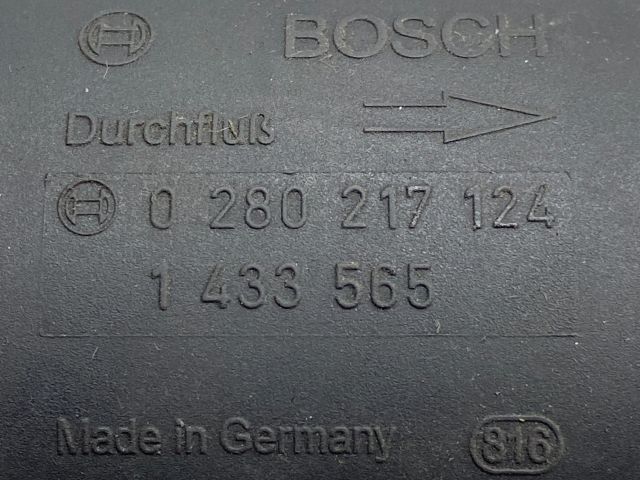 BOSCH
Durchfluß
0 280 217 124
1 433 565
Made in Germany 816